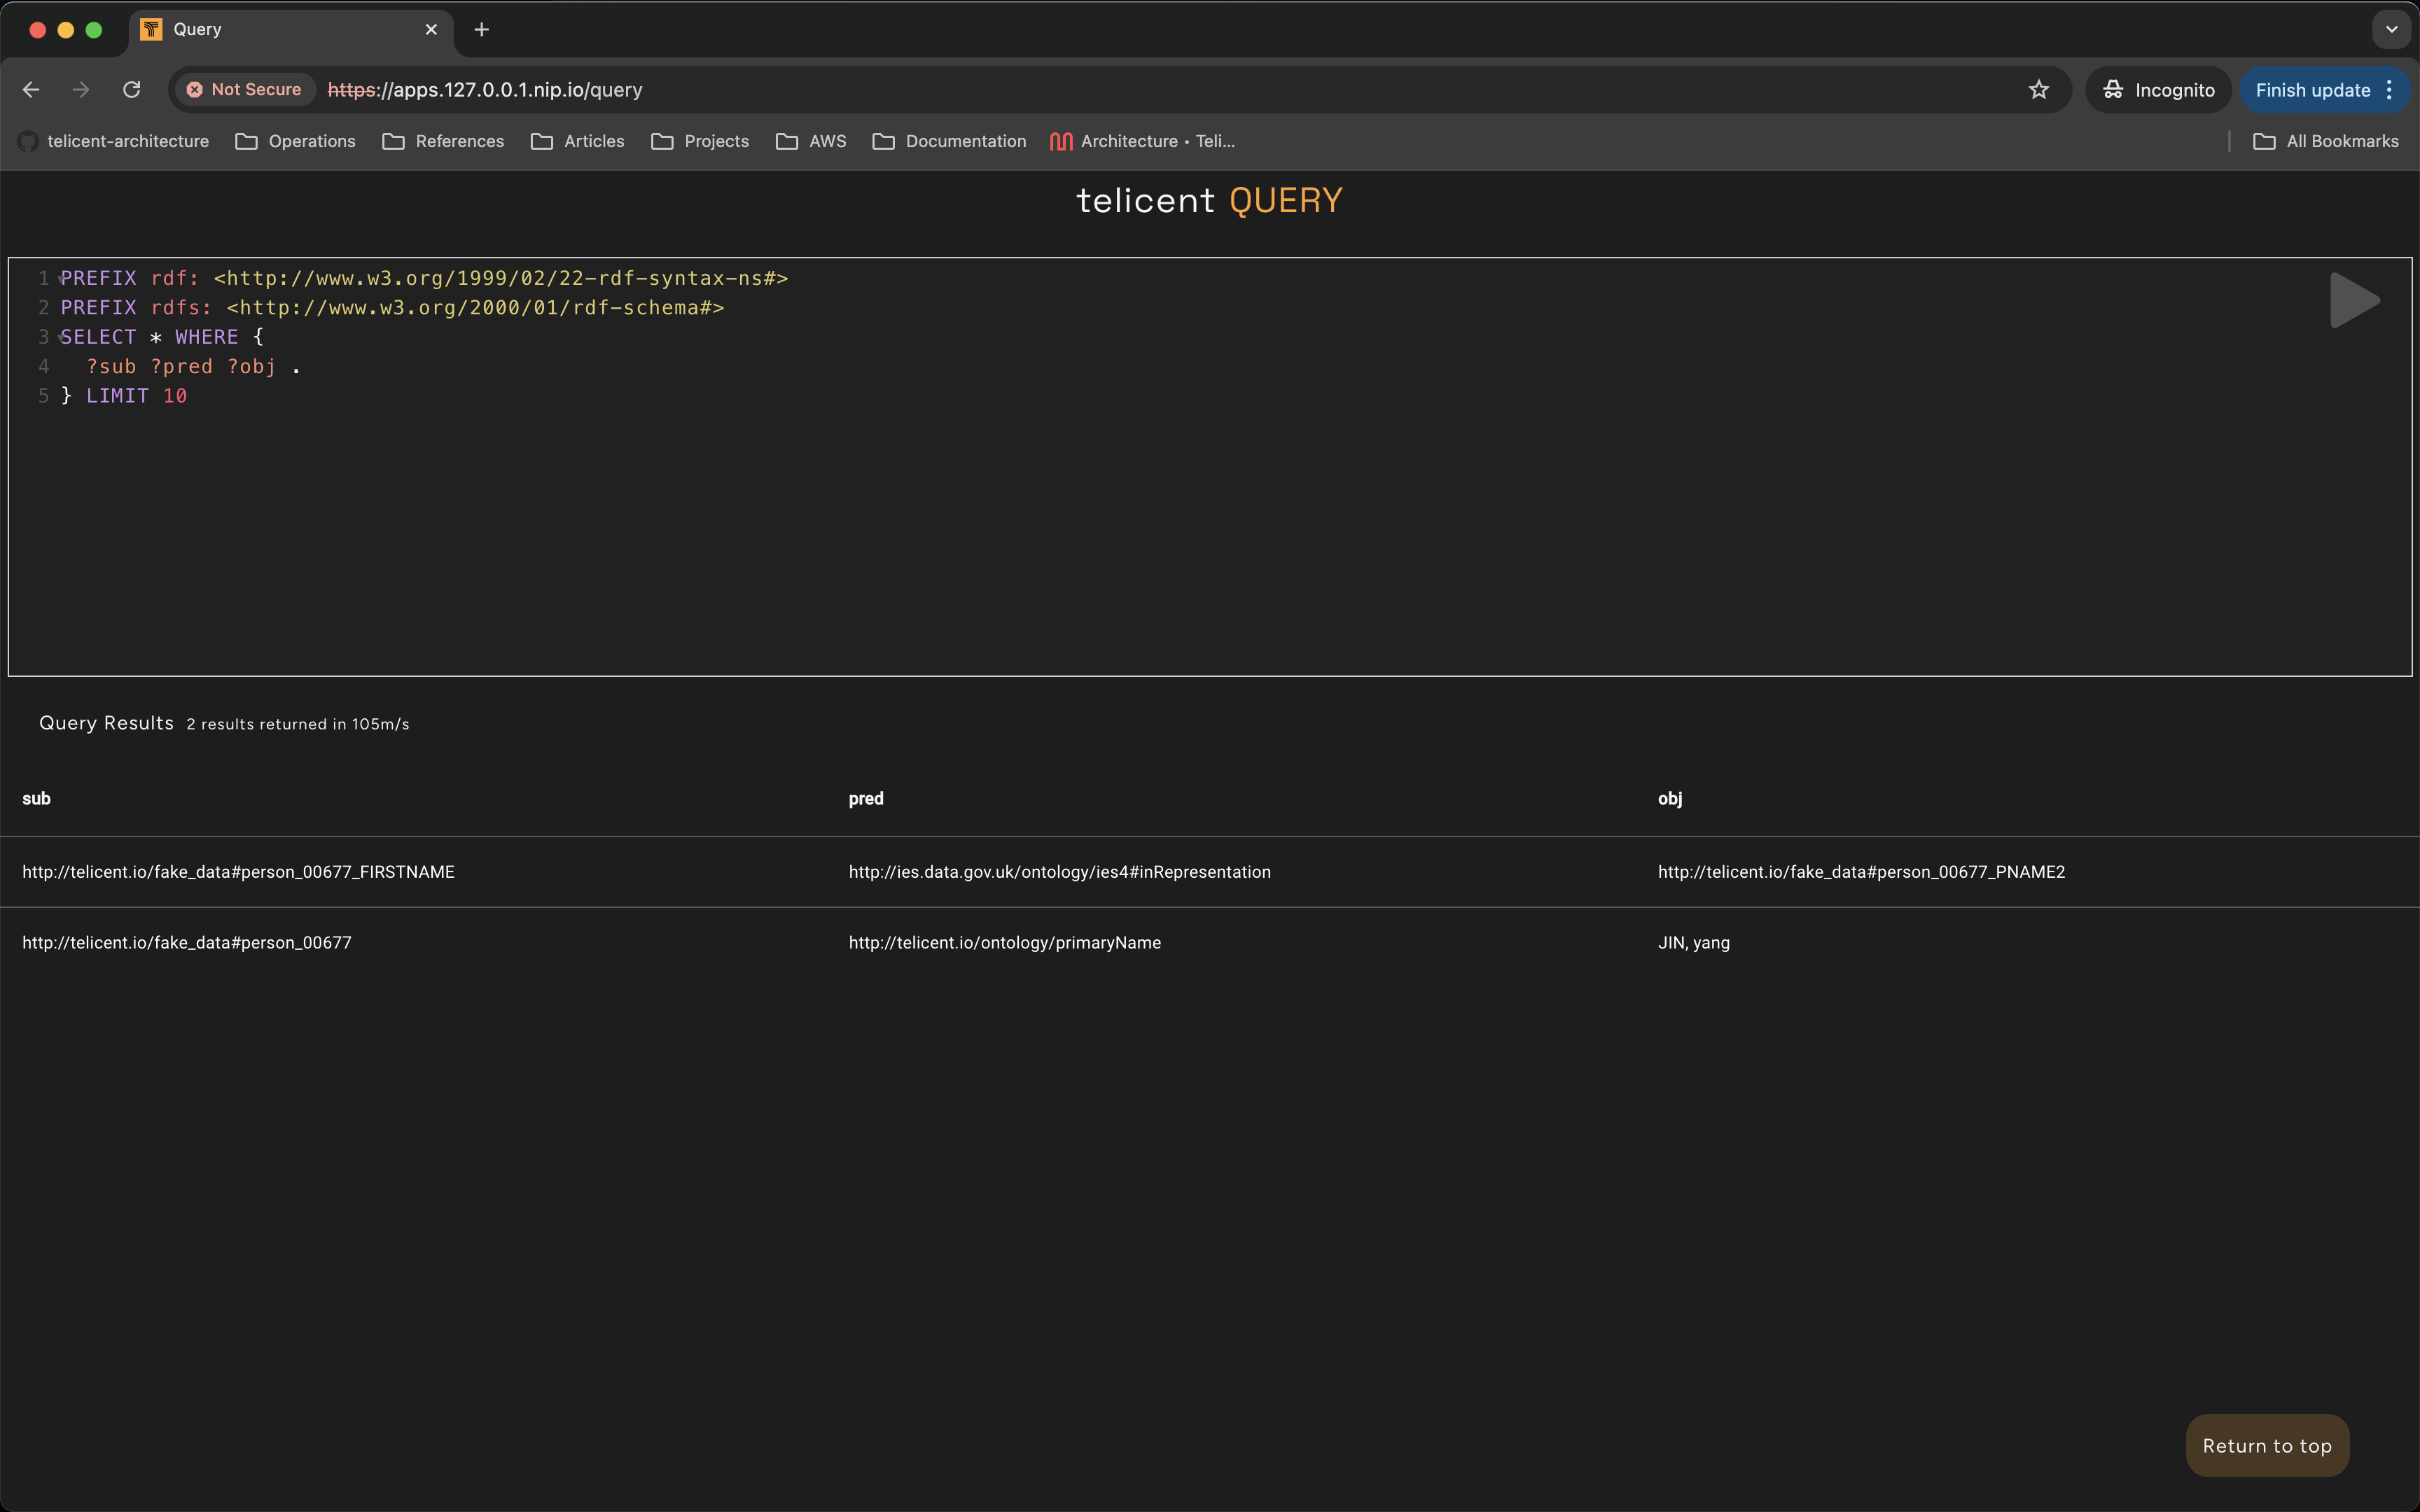 Query
Not Secure https://apps.127.0.0.1.nip.io/query Incognito Finish update
telicent-architecture Operations References Articles Projects AWS Documentation Architecture • Teli... All Bookmarks
telicent QUERY
1 PREFIX rdf: <http://www.w3.org/1999/02/22-rdf-syntax-ns#>
2 PREFIX rdfs: <http://www.w3.org/2000/01/rdf-schema#>
3 SELECT * WHERE {
4 ?sub ?pred ?obj .
5 } LIMIT 10
Query Results 2 results returned in 105m/s
sub pred obj
http://telicent.io/fake_data#person_00677_FIRSTNAME http://ies.data.gov.uk/ontology/ies4#inRepresentation http://telicent.io/fake_data#person_00677_PNAME2
http://telicent.io/fake_data#person_00677 http://telicent.io/ontology/primaryName JIN, yang
Return to top